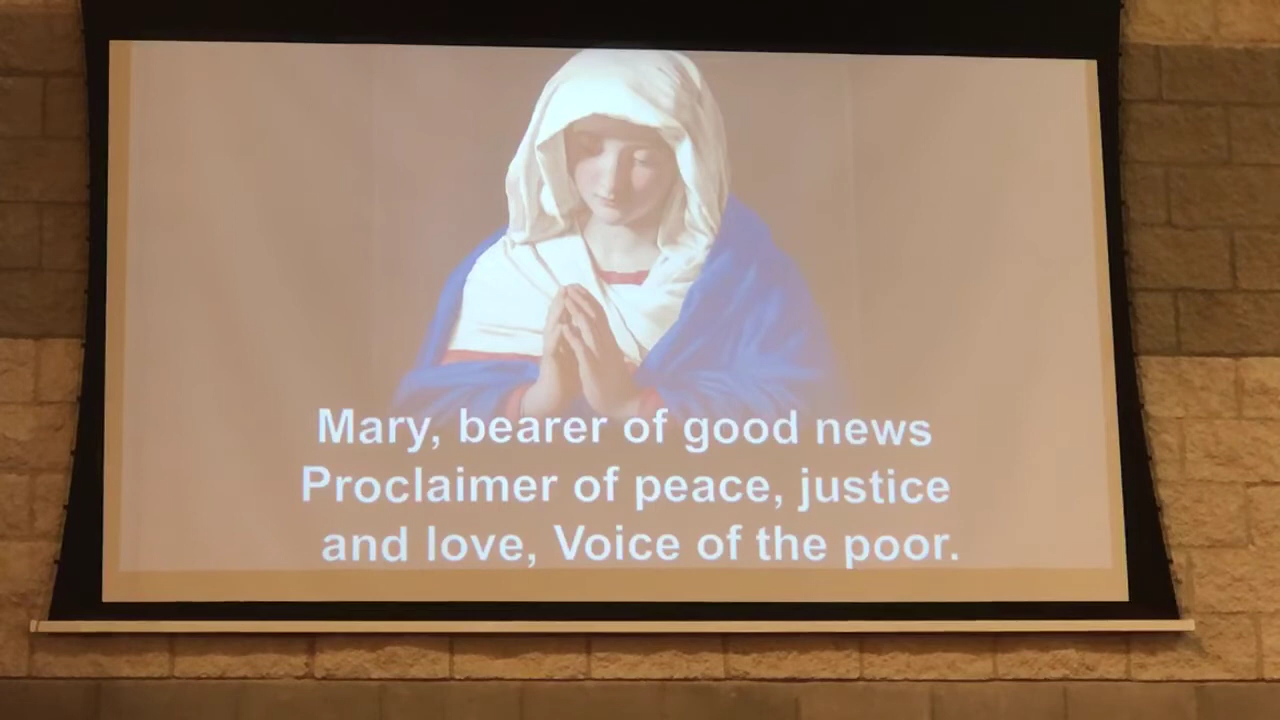 Mary, bearer of good news
Proclaimer of peace, justice
and love, Voice of the poor.